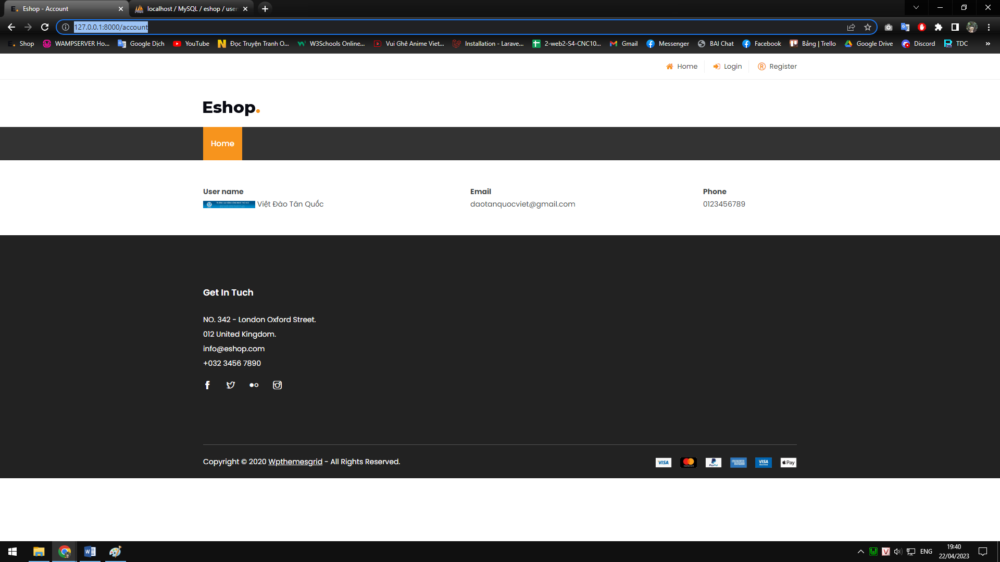 Eshop - Account
localhost / MySQL / eshop / user
127.0.0.1:8000/account
Shop
WAMPSERVER Ho...
Google Dịch
YouTube
Đọc Truyện Tranh O...
W3Schools Online...
Vui Ghê Anime Viet...
Installation - Larave...
2-web2-S4-CNC10...
Gmail
Messenger
BAI Chat
Facebook
Bảng | Trello
Google Drive
Discord
TDC
»
Home
Login
Register
Eshop.
Home
User name
Email
Phone
Việt Đào Tân Quốc
daotanquocviet@gmail.com
0123456789
Get In Tuch
NO. 342 - London Oxford Street.
012 United Kingdom.
info@eshop.com
+032 3456 7890
Copyright © 2020 Wpthemesgrid - All Rights Reserved.
VISA
PayPal
VISA
Pay
ENG
19:40
22/04/2023